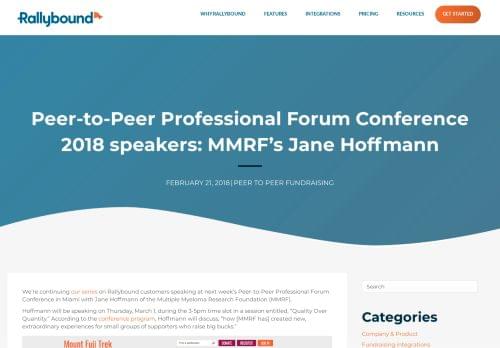 Rallybound
WHY RALLYBOUND FEATURES INTEGRATIONS PRICING RESOURCES GET STARTED
Peer-to-Peer Professional Forum Conference
2018 speakers: MMRF's Jane Hoffmann
FEBRUARY 21, 2018 | PEER TO PEER FUNDRAISING
We're continuing our series on Rallybound customers speaking at next week's Peer-to-Peer Professional Forum
Conference in Miami with Jane Hoffmann of the Multiple Myeloma Research Foundation (MMRF).
Hoffmann will be speaking on Thursday, March 1, during the 3-5pm time slot in a session entitled, "Quality Over
Quantity." According to the conference program, Hoffmann will discuss, "how [MMRF has] created new,
extraordinary experiences for small groups of supporters who raise big bucks."
Mount Fuji Trek
DONATE REGISTER
Search
Categories
Company & Product
Fundraising Integrations